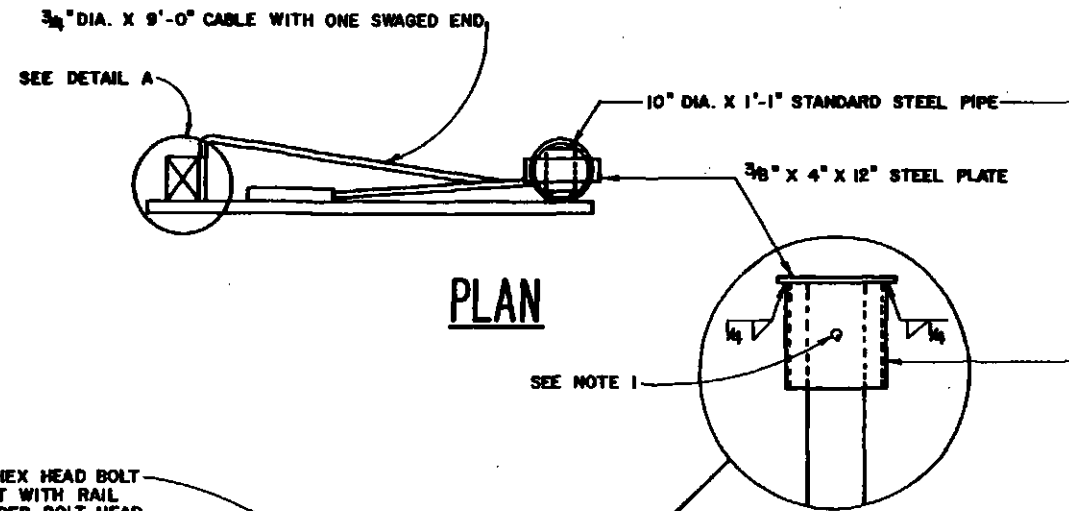 3/4" DIA. X 9'-0" CABLE WITH ONE SWAGED END
SEE DETAIL A
10" DIA. X 1'-1" STANDARD STEEL PIPE
3/8" X 4" X 12" STEEL PLATE
PLAN
1/4
1/4
SEE NOTE 1
HEX HEAD BOLT
WITH RAIL
BOLT HEAD